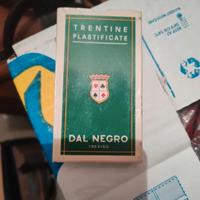 TRENTINE
PLASTIFICATE
DAL NEGRO
TREVISO